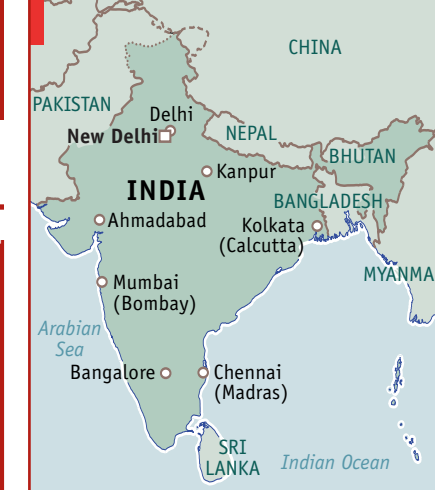 CHINA
PAKISTAN
Delhi
New Delhi
NEPAL
BHUTAN
Kanpur
INDIA
BANGLADESH
Ahmadabad
Kolkata
(Calcutta)
MYANMA
Mumbai
(Bombay)
Arabian
Sea
Bangalore
Chennai
(Madras)
SRI
LANKA
Indian Ocean